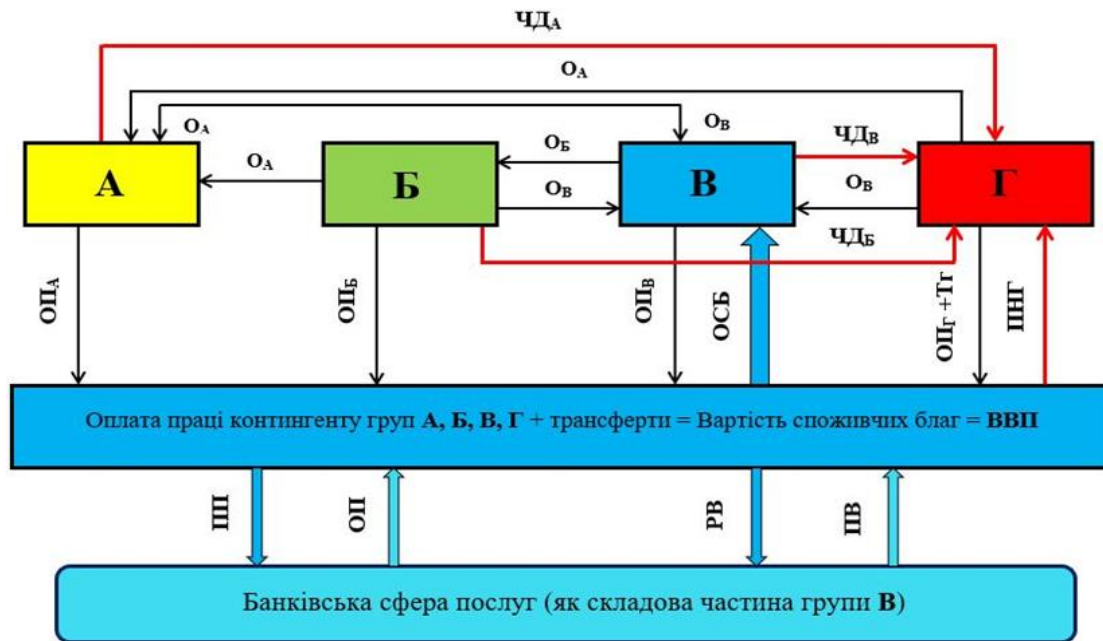 ЧДА
ОА
ОА
ОВ
ОБ
ЧДВ
ОА
ОВ
ОВ
А
Б
В
Г
ЧДБ
ОПА
ОПБ
ОПВ
ОСБ
ОПГ +ТГ
ПНГ
Оплата праці контингенту груп А, Б, В, Г + трансферти = Вартість споживчих благ = ВВП
ПП
ОП
РВ
ПВ
Банківська сфера послуг (як складова частина групи В)